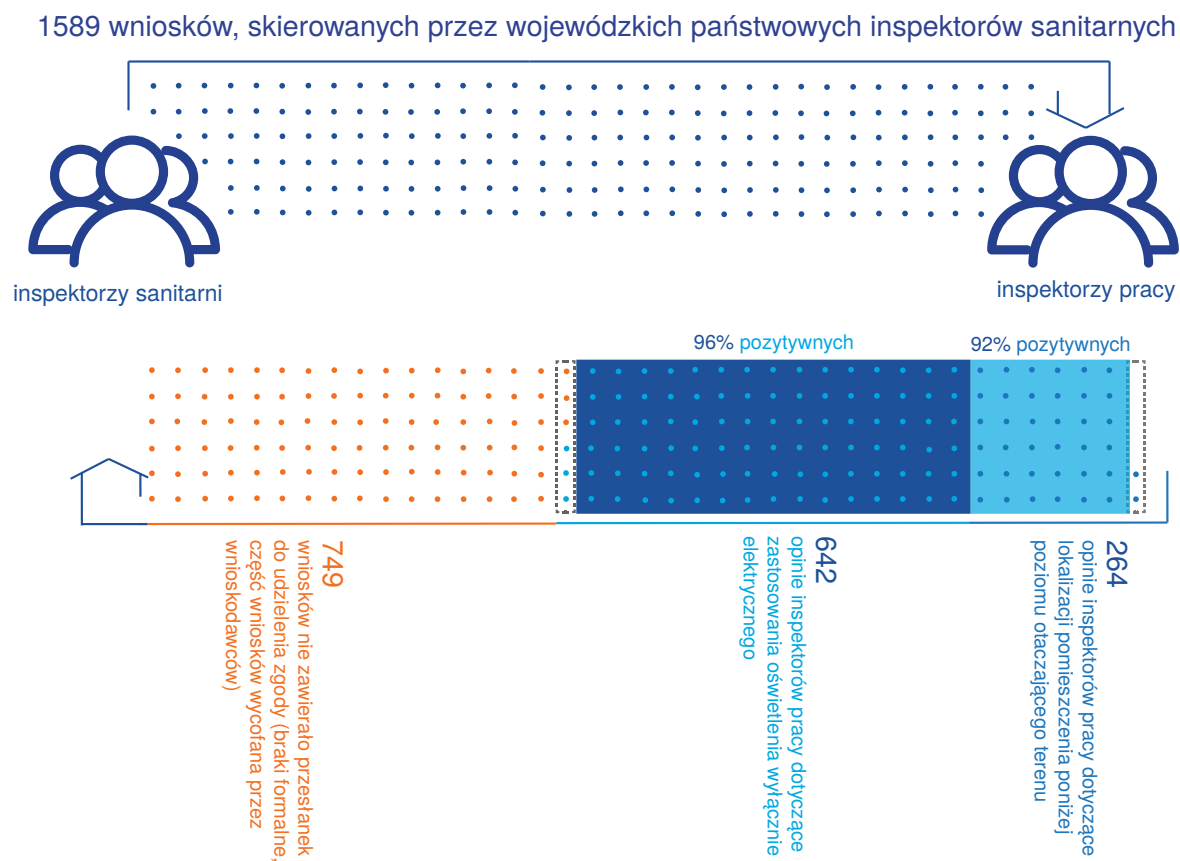 1589 wniosków, skierowanych przez wojewódzkich państwowych inspektorów sanitarnych
inspektorzy sanitarni
inspektorzy pracy
96% pozytywnych
92% pozytywnych
749
wniosków nie zawierało przesłanek
do udzielenia zgody (braki formalne,
część wniosków wycofana przez
wnioskodawców)
642
opinie inspektorów pracy dotyczące
zastosowania oświetlenia wyłącznie
elektrycznego
264
opinie inspektorów pracy dotyczące
lokalizacji pomieszczenia poniżej
poziomu otaczającego terenu